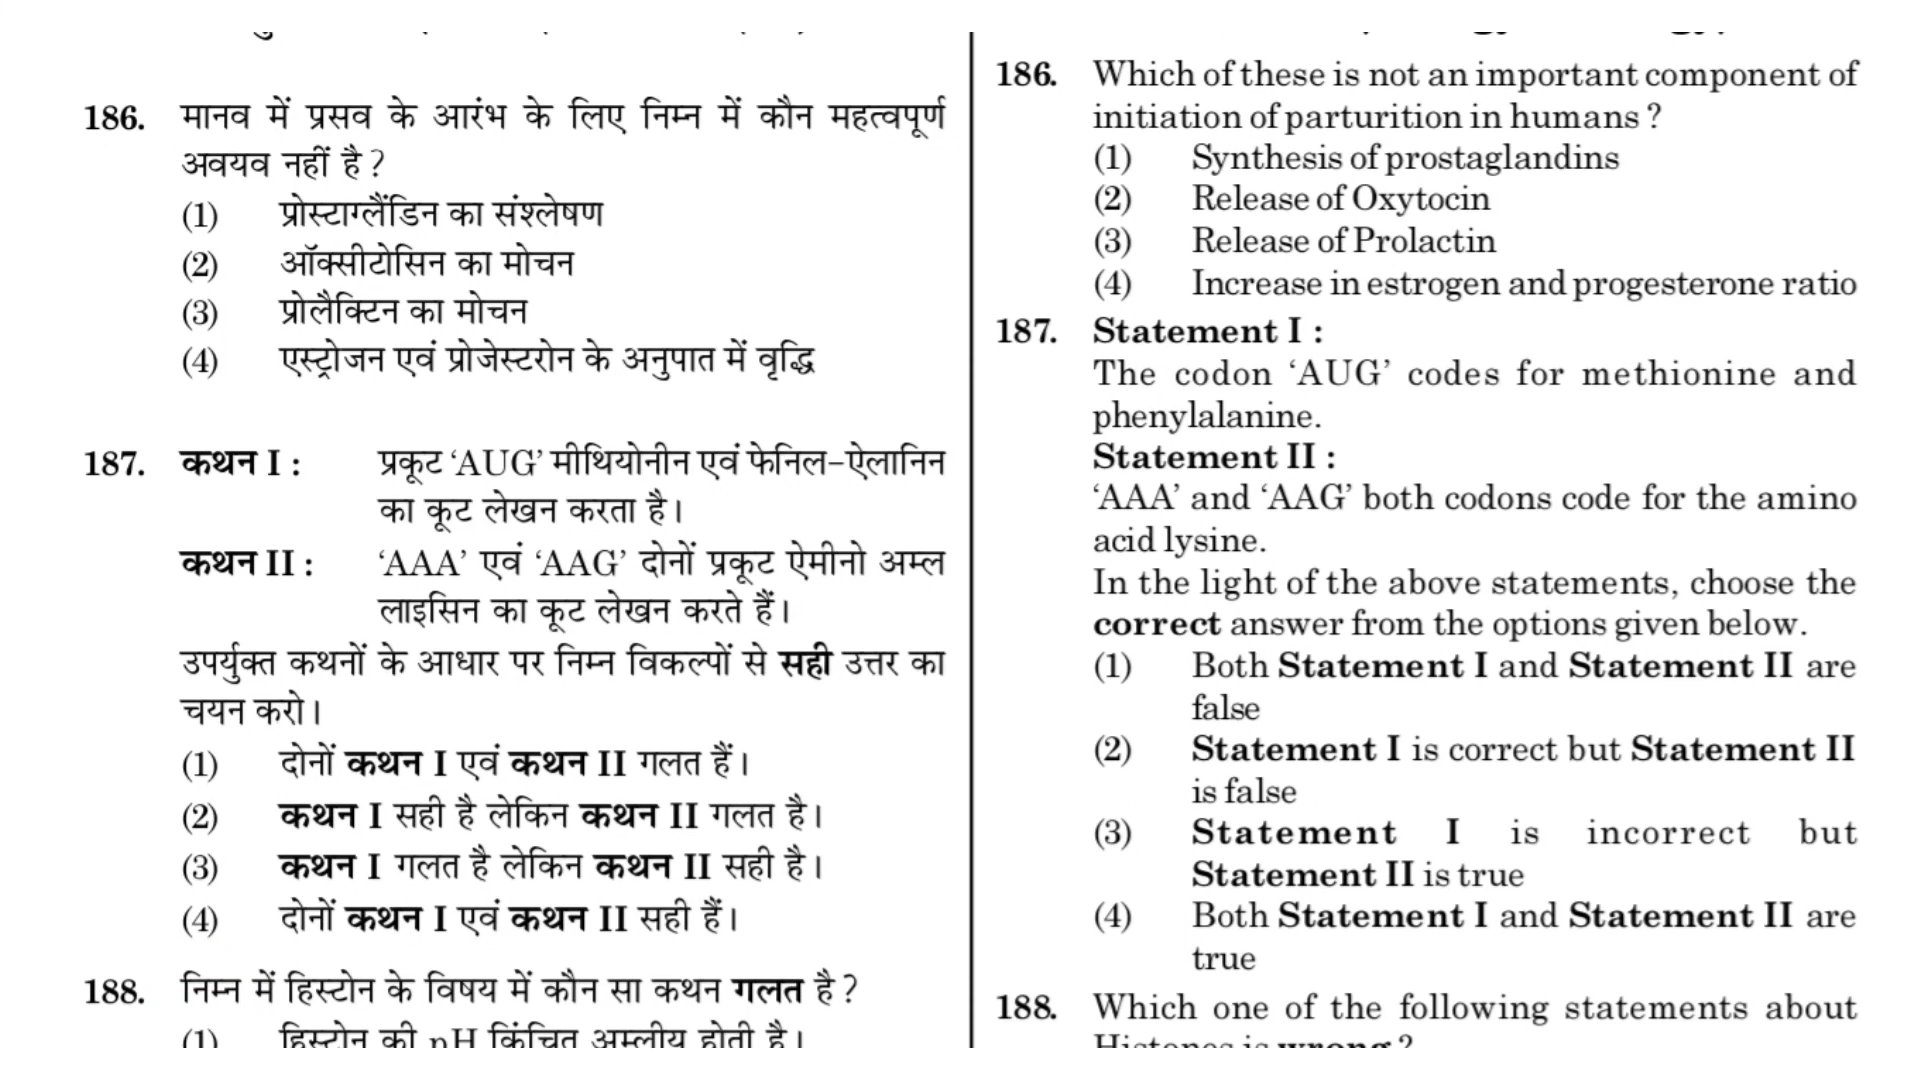 186. मानव में प्रसव के आरंभ के लिए निम्न में कौन महत्वपूर्ण
अवयव नहीं है ?
(1) प्रोस्टाग्लैंडिन का संश्लेषण
(2) ऑक्सीटोसिन का मोचन
(3) प्रोलैक्टिन का मोचन
(4) एस्ट्रोजन एवं प्रोजेस्टरोन के अनुपात में वृद्धि
187. कथन I : प्रकूट ‘AUG’ मीथियोनीन एवं फेनिल-ऐलानिन
का कूट लेखन करता है।
कथन II : ‘AAA’ एवं ‘AAG’ दोनों प्रकूट ऐमीनो अम्ल
लाइसिन का कूट लेखन करते हैं।
उपर्युक्त कथनों के आधार पर निम्न विकल्पों से सही उत्तर का
चयन करो।
(1) दोनों कथन I एवं कथन II गलत हैं।
(2) कथन I सही है लेकिन कथन II गलत है।
(3) कथन I गलत है लेकिन कथन II सही है।
(4) दोनों कथन I एवं कथन II सही हैं।
188. निम्न में हिस्टोन के विषय में कौन सा कथन गलत है ?
(1) हिस्टोन की pH किंचित अम्लीय होती है।
186. Which of these is not an important component of
initiation of parturition in humans ?
(1) Synthesis of prostaglandins
(2) Release of Oxytocin
(3) Release of Prolactin
(4) Increase in estrogen and progesterone ratio
187. Statement I :
The codon ‘AUG’ codes for methionine and
phenylalanine.
Statement II :
‘AAA’ and ‘AAG’ both codons code for the amino
acid lysine.
In the light of the above statements, choose the
correct answer from the options given below.
(1) Both Statement I and Statement II are
false
(2) Statement I is correct but Statement II
is false
(3) Statement I is incorrect but
Statement II is true
(4) Both Statement I and Statement II are
true
188. Which one of the following statements about
Histones is wrong ?